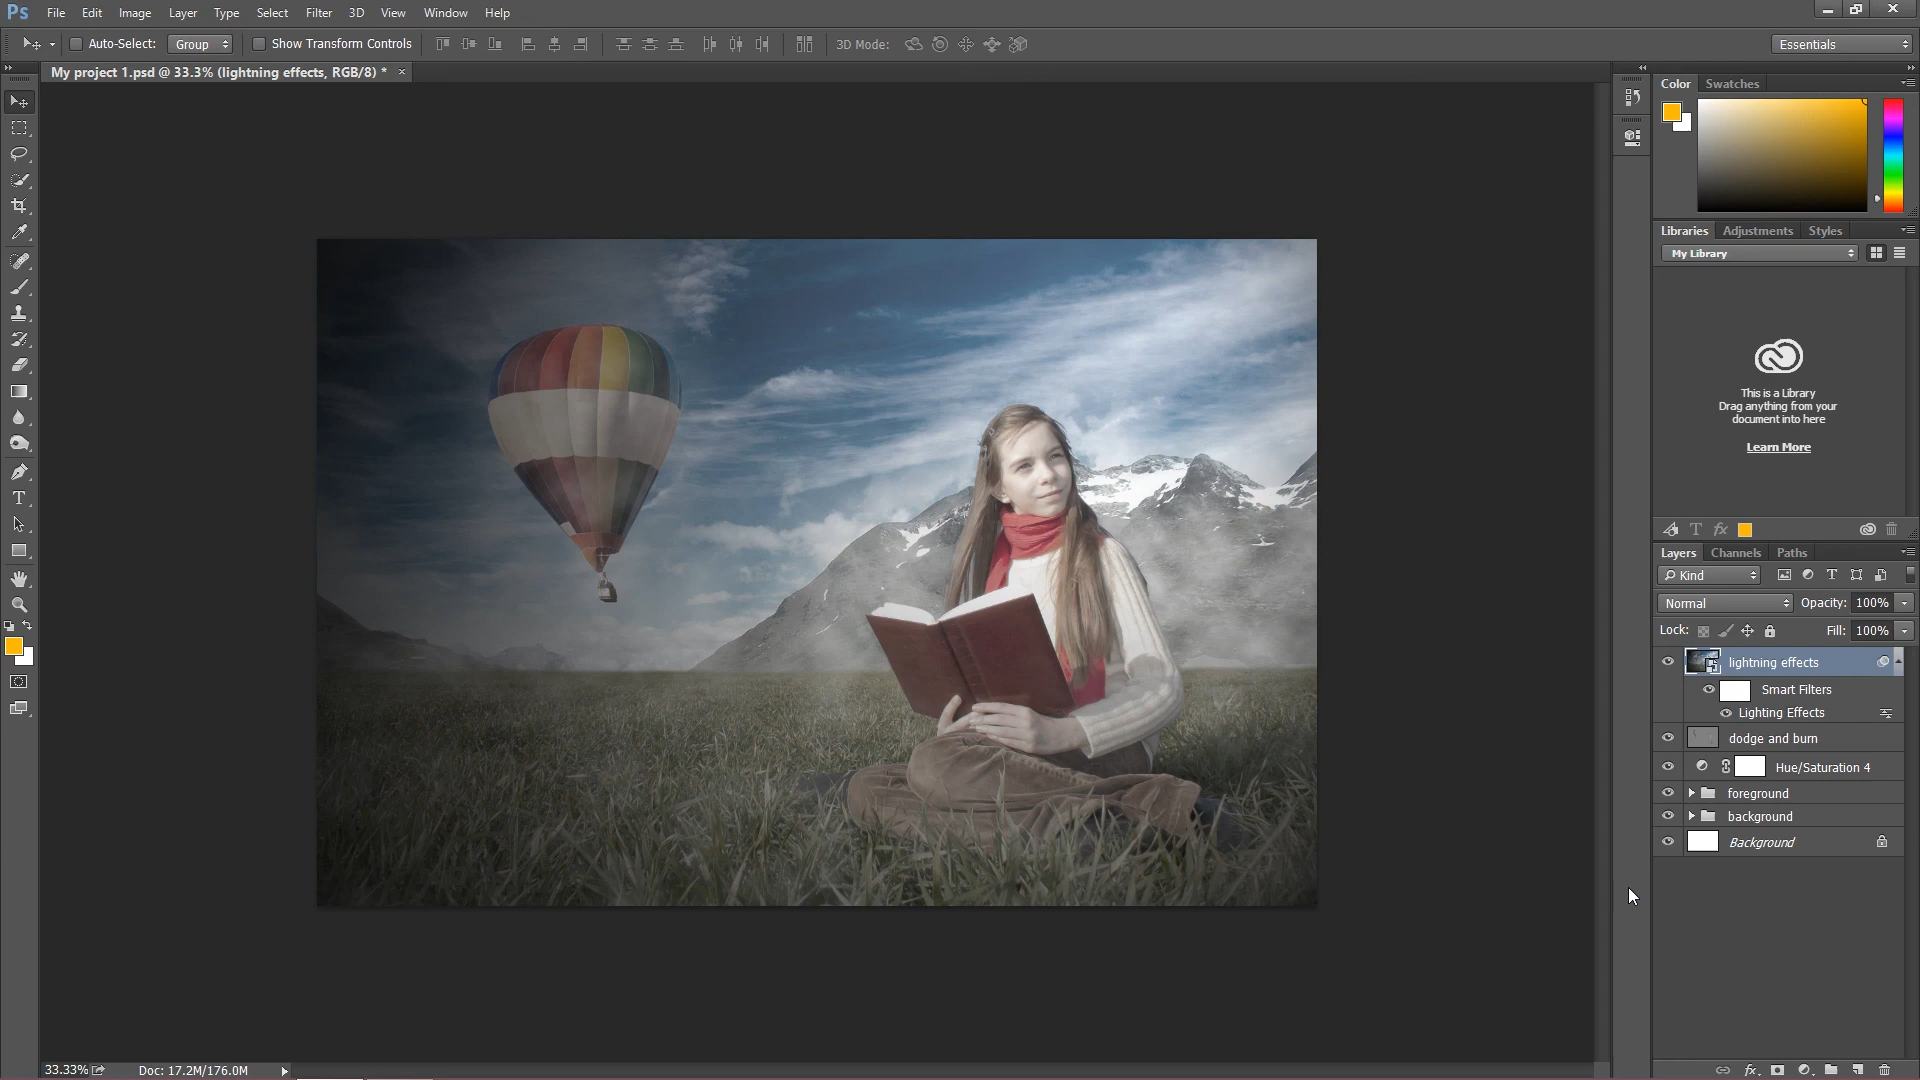 Ps File Edit Image Layer Type Select Filter 3D View Window Help
Auto-Select: Group Show Transform Controls 3D Mode: Essentials
My project 1.psd @ 33.3% (lightning effects, RGB/8) * ×
Color Swatches
Libraries Adjustments Styles
My Library
This is a Library
Drag anything from your
document into here
Learn More
T fx
Layers Channels Paths
Kind T
Normal Opacity: 100%
Lock: Fill: 100%
lightning effects
Smart Filters
Lighting Effects
dodge and burn
Hue/Saturation 4
foreground
background
Background
33.33% Doc: 17.2M/176.0M
fx